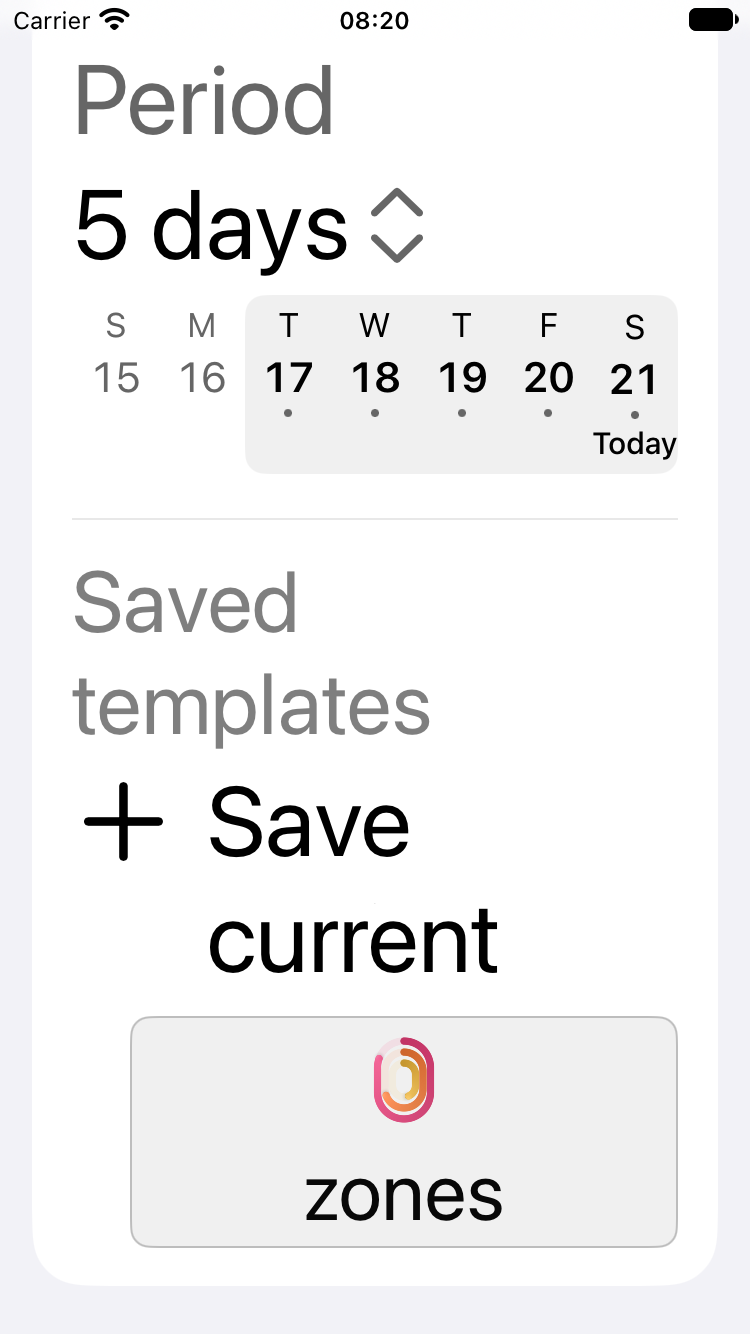 Carrier 08:20
Period
5 days
S M T W T F S
15 16 17 18 19 20 21
Today
Saved
templates
Save
current
zones